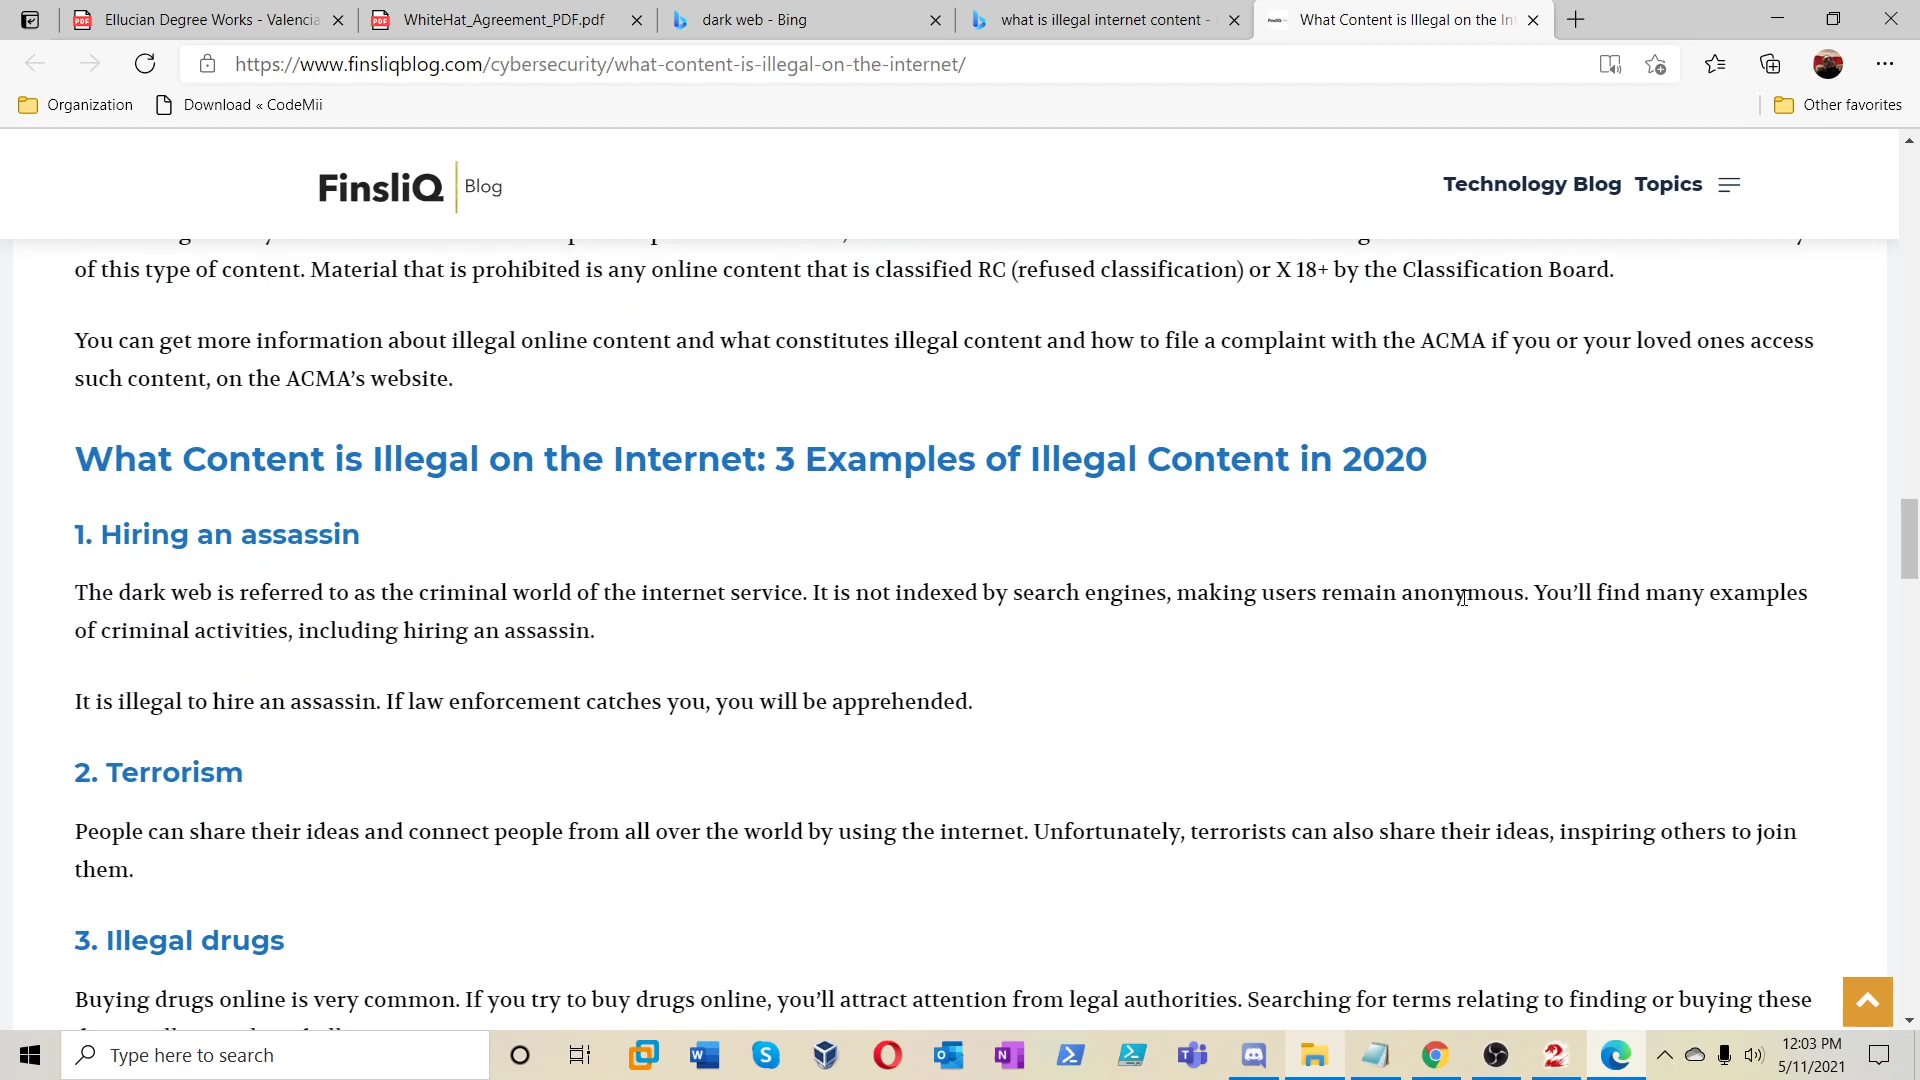 Ellucian Degree Works - Valencia
WhiteHat_Agreement_PDF.pdf
dark web - Bing
what is illegal internet content -
What Content is Illegal on the In
https://www.finsliqblog.com/cybersecurity/what-content-is-illegal-on-the-internet/
Organization
Download « CodeMii
Other favorites
FinsliQ Blog
Technology Blog Topics
of this type of content. Material that is prohibited is any online content that is classified RC (refused classification) or X 18+ by the Classification Board.
You can get more information about illegal online content and what constitutes illegal content and how to file a complaint with the ACMA if you or your loved ones access
such content, on the ACMA’s website.
What Content is Illegal on the Internet: 3 Examples of Illegal Content in 2020
1. Hiring an assassin
The dark web is referred to as the criminal world of the internet service. It is not indexed by search engines, making users remain anonymous. You’ll find many examples
of criminal activities, including hiring an assassin.
It is illegal to hire an assassin. If law enforcement catches you, you will be apprehended.
2. Terrorism
People can share their ideas and connect people from all over the world by using the internet. Unfortunately, terrorists can also share their ideas, inspiring others to join
them.
3. Illegal drugs
Buying drugs online is very common. If you try to buy drugs online, you’ll attract attention from legal authorities. Searching for terms relating to finding or buying these
Type here to search
12:03 PM
5/11/2021